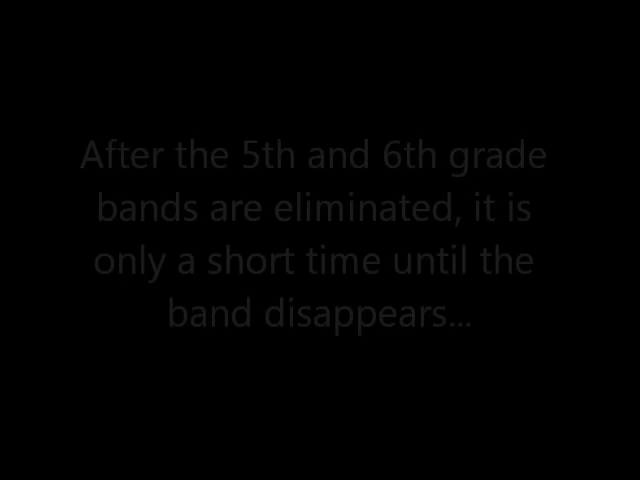 After the 5th and 6th grade
bands are eliminated, it is
only a short time until the
band disappears...